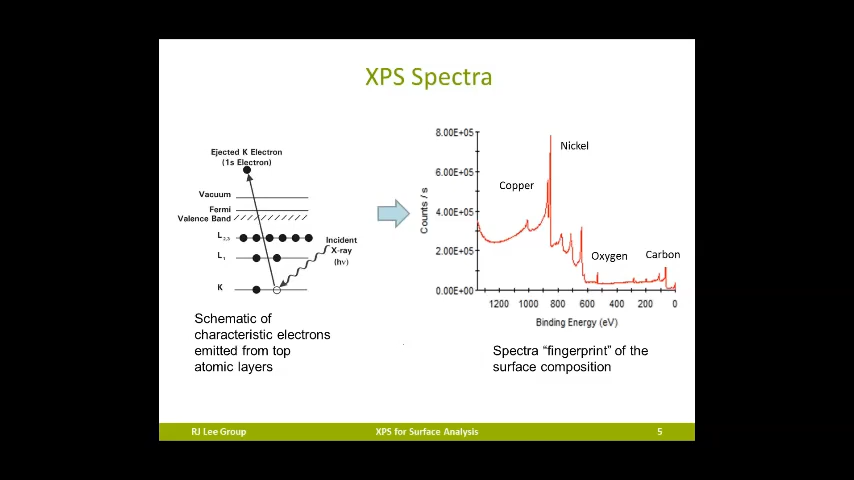 XPS Spectra
Ejected K Electron
(1s Electron)
Vacuum
Fermi
Valence Band
L2,3
L1
K
Incident
X-ray
(hν)
Schematic of
characteristic electrons
emitted from top
atomic layers
8.00E+05
6.00E+05
4.00E+05
2.00E+05
0.00E+00
Counts / s
Nickel
Copper
Oxygen
Carbon
1200 1000 800 600 400 200 0
Binding Energy (eV)
Spectra “fingerprint” of the
surface composition
RJ Lee Group XPS for Surface Analysis 5